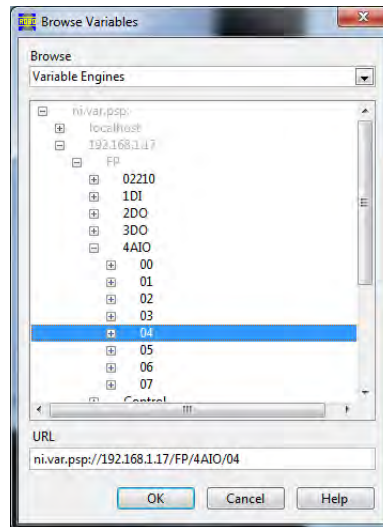 Browse Variables
Browse
Variable Engines
ni.var.psp:
localhost
192.168.1.17
FP
02210
1DI
2DO
3DO
4AIO
00
01
02
03
04
05
06
07
Control
URL
ni.var.psp://192.168.1.17/FP/4AIO/04
OK Cancel Help